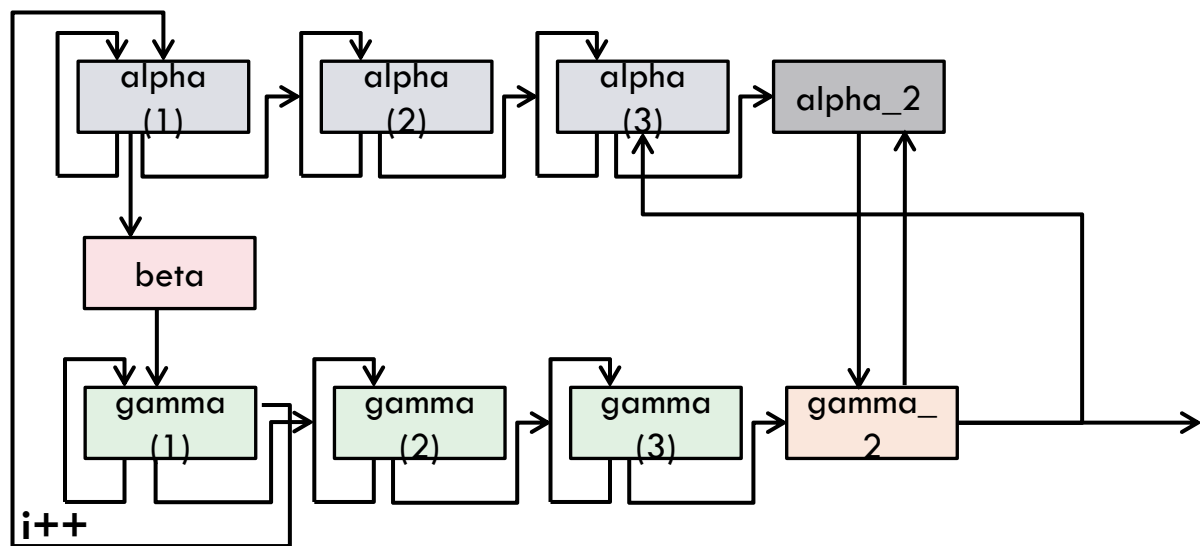 alpha
(1)
alpha
(2)
alpha
(3)
alpha_2
beta
gamma
(1)
gamma
(2)
gamma
(3)
gamma_
2
i++